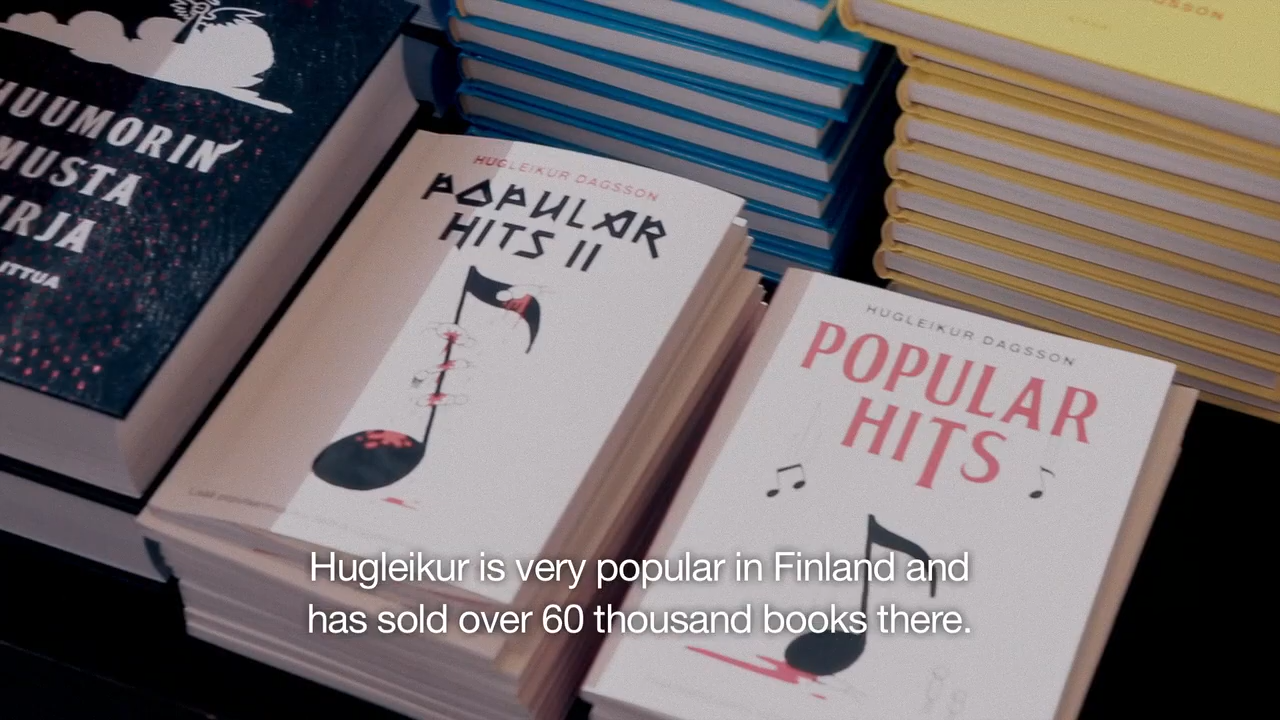 HUUMORIN
MUSTA
KIRJA
HUGLEIKUR DAGSSON
POPULAR
HITS II
HUGLEIKUR DAGSSON
POPULAR
HITS
Hugleikur is very popular in Finland and
has sold over 60 thousand books there.